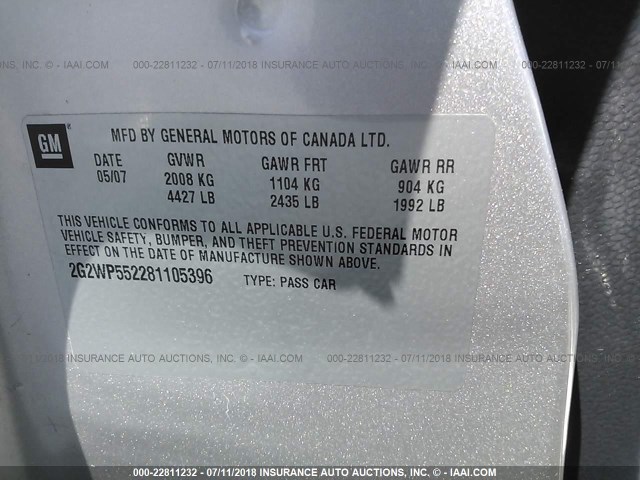 AUCTIONS, INC. © - IAAI.COM 000-22811232 - 07/11/2018 INSURANCE AUTO AUCTIONS, INC. © - IAAI.COM
GM
MFD BY GENERAL MOTORS OF CANADA LTD.
DATE GVWR GAWR FRT GAWR RR
05/07 2008 KG 1104 KG 904 KG
4427 LB 2435 LB 1992 LB
THIS VEHICLE CONFORMS TO ALL APPLICABLE U.S. FEDERAL MOTOR
VEHICLE SAFETY, BUMPER, AND THEFT PREVENTION STANDARDS IN
EFFECT ON THE DATE OF MANUFACTURE SHOWN ABOVE.
2G2WP552281105396 TYPE: PASS CAR
INSURANCE AUTO AUCTIONS, INC. © - IAAI.COM 000-22811232 - 07/11/2018 INSURANCE AUTO AUCTIONS
000-22811232 - 07/11/2018 INSURANCE AUTO AUCTIONS, INC. © - IAAI.COM